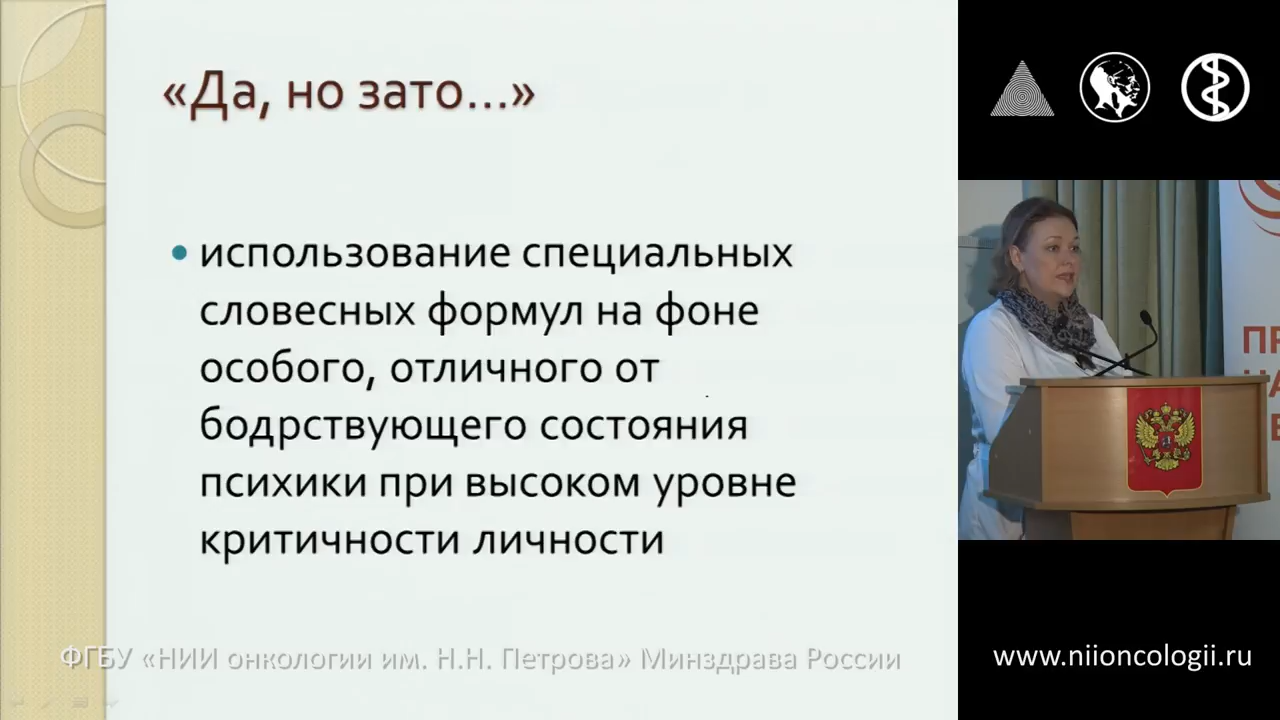 «Да, но зато...»
использование специальных
словесных формул на фоне
особого, отличного от
бодрствующего состояния
психики при высоком уровне
критичности личности
ФГБУ «НИИ онкологии им. Н.Н. Петрова» Минздрава России
www.niioncologii.ru